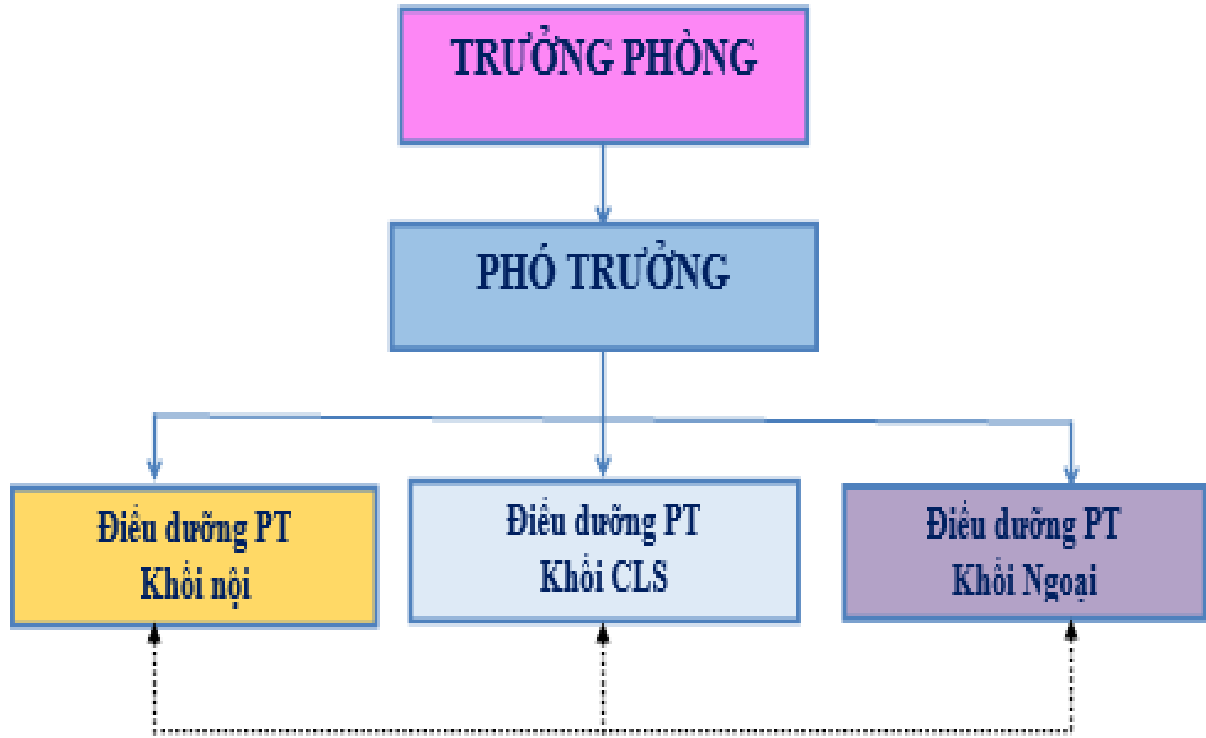 TRƯỞNG PHÒNG
PHÓ TRƯỞNG
Điều dưỡng PT
Khối nội
Điều dưỡng PT
Khối CLS
Điều dưỡng PT
Khối Ngoại